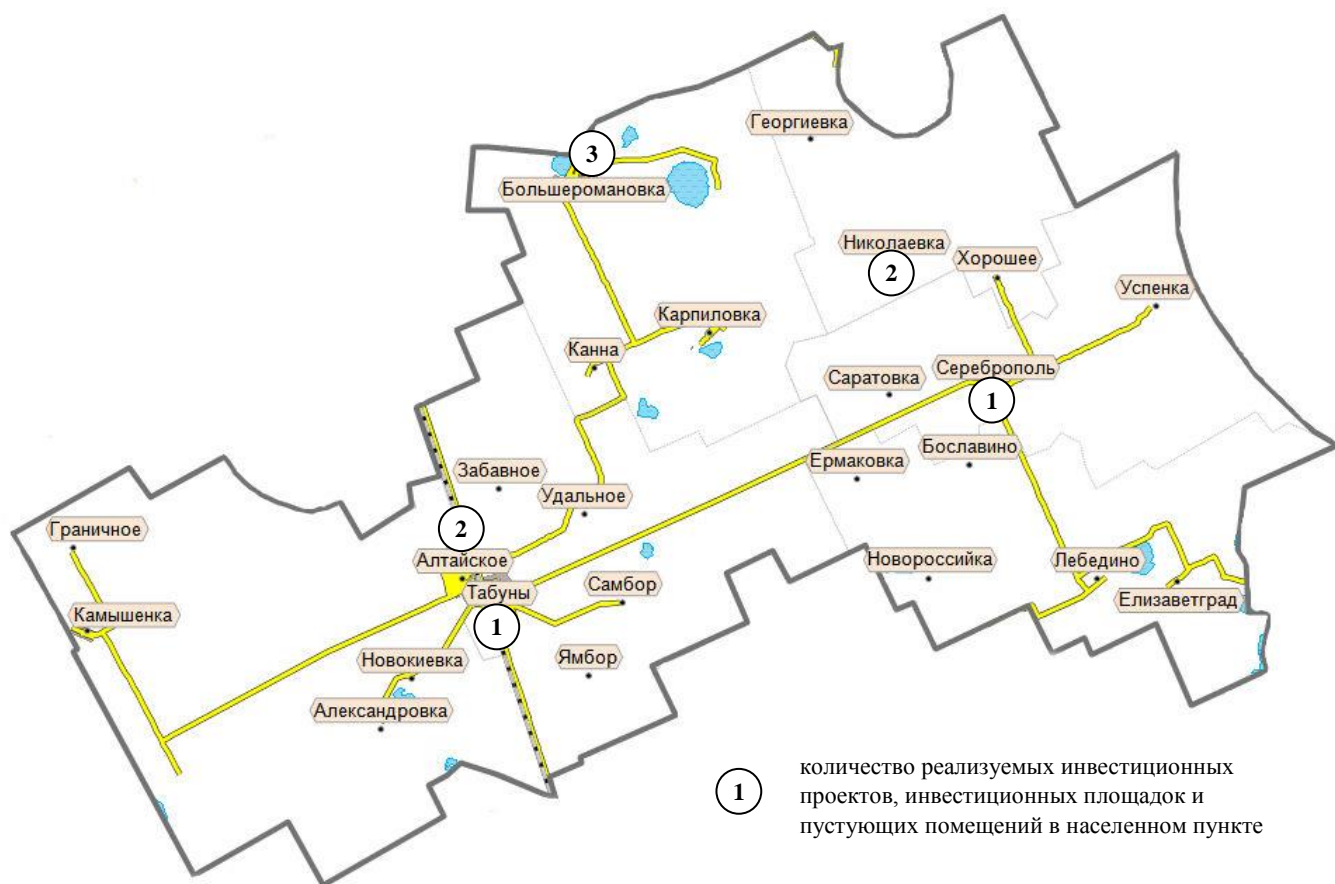 Георгиевка
3
Большеромановка
Николаевка
2
Хорошее
Успенка
Карпиловка
Канна
Сереброполь
Саратовка
1
Бославино
Ермаковка
Забавное
Удальное
Граничное
2
Алтайское
Новороссийка
Лебедино
Табуны
Самбор
Елизаветград
Камышенка
1
Новокиевка
Ямбор
Александровка
1
количество реализуемых инвестиционных
проектов, инвестиционных площадок и
пустующих помещений в населенном пункте